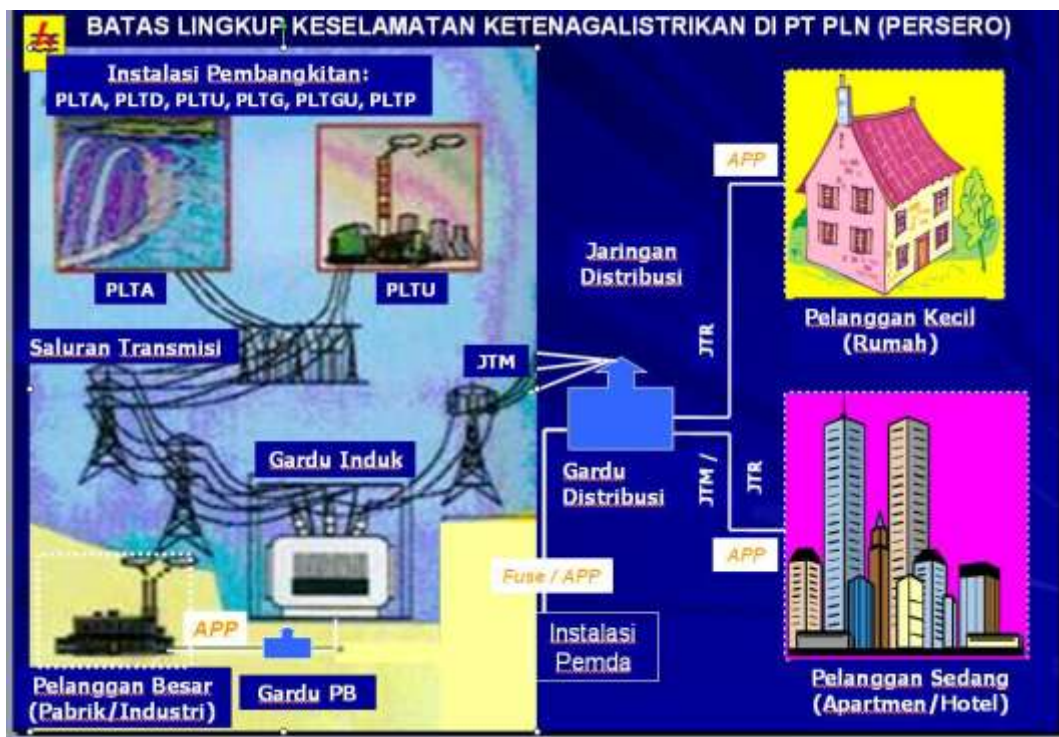 BATAS LINGKUP KESELAMATAN KETENAGALISTRIKAN DI PT PLN (PERSERO)
Instalasi Pembangkitan:
PLTA, PLTD, PLTU, PLTG, PLTGU, PLTP
PLTA
PLTU
Saluran Transmisi
JTM
Gardu Induk
APP
Pelanggan Besar
(Pabrik/Industri)
Gardu PB
Jaringan
Distribusi
Gardu
Distribusi
Fuse / APP
Instalasi
Pemda
APP
JTR
Pelanggan Kecil
(Rumah)
JTM /
JTR
APP
Pelanggan Sedang
(Apartmen/Hotel)